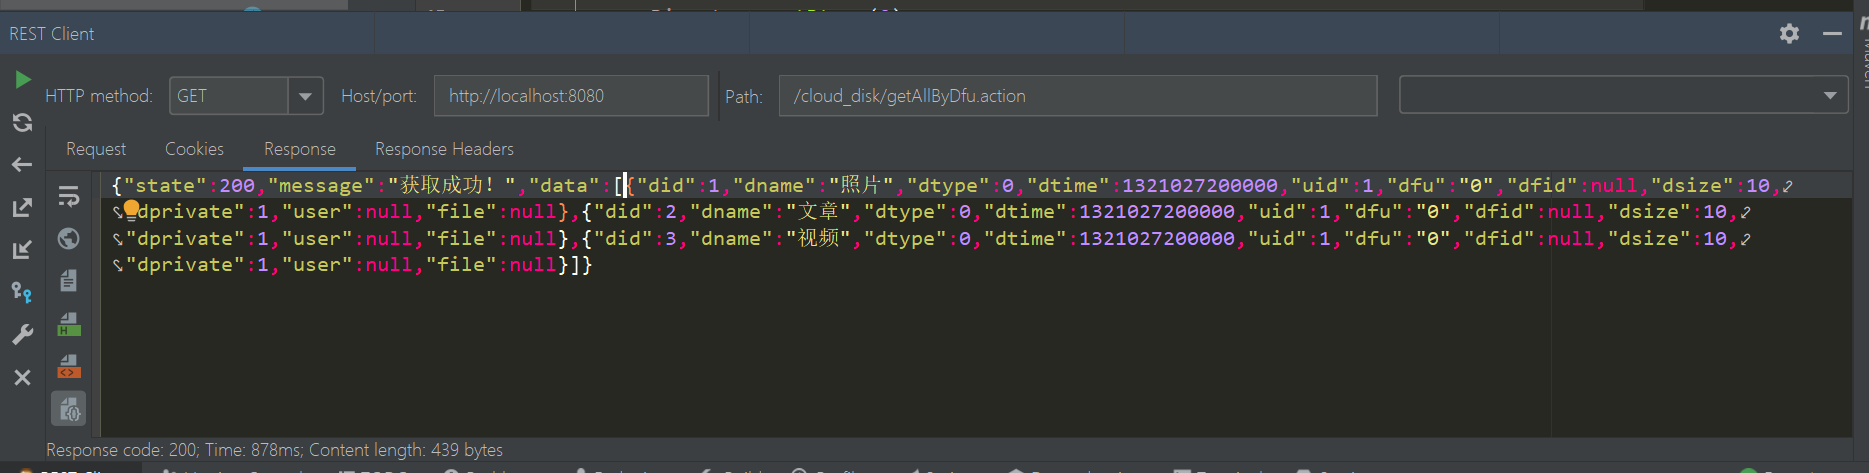 REST Client
HTTP method: GET Host/port: http://localhost:8080 Path: /cloud_disk/getAllByDfu.action
Request Cookies Response Response Headers
{"state":200,"message":"获取成功！","data":[{"did":1,"dname":"照片","dtype":0,"dtime":1321027200000,"uid":1,"dfu":"0","dfid":null,"dsize":10,
dprivate":1,"user":null,"file":null},{"did":2,"dname":"文章","dtype":0,"dtime":1321027200000,"uid":1,"dfu":"0","dfid":null,"dsize":10,
"dprivate":1,"user":null,"file":null},{"did":3,"dname":"视频","dtype":0,"dtime":1321027200000,"uid":1,"dfu":"0","dfid":null,"dsize":10,
"dprivate":1,"user":null,"file":null}]}
Response code: 200; Time: 878ms; Content length: 439 bytes